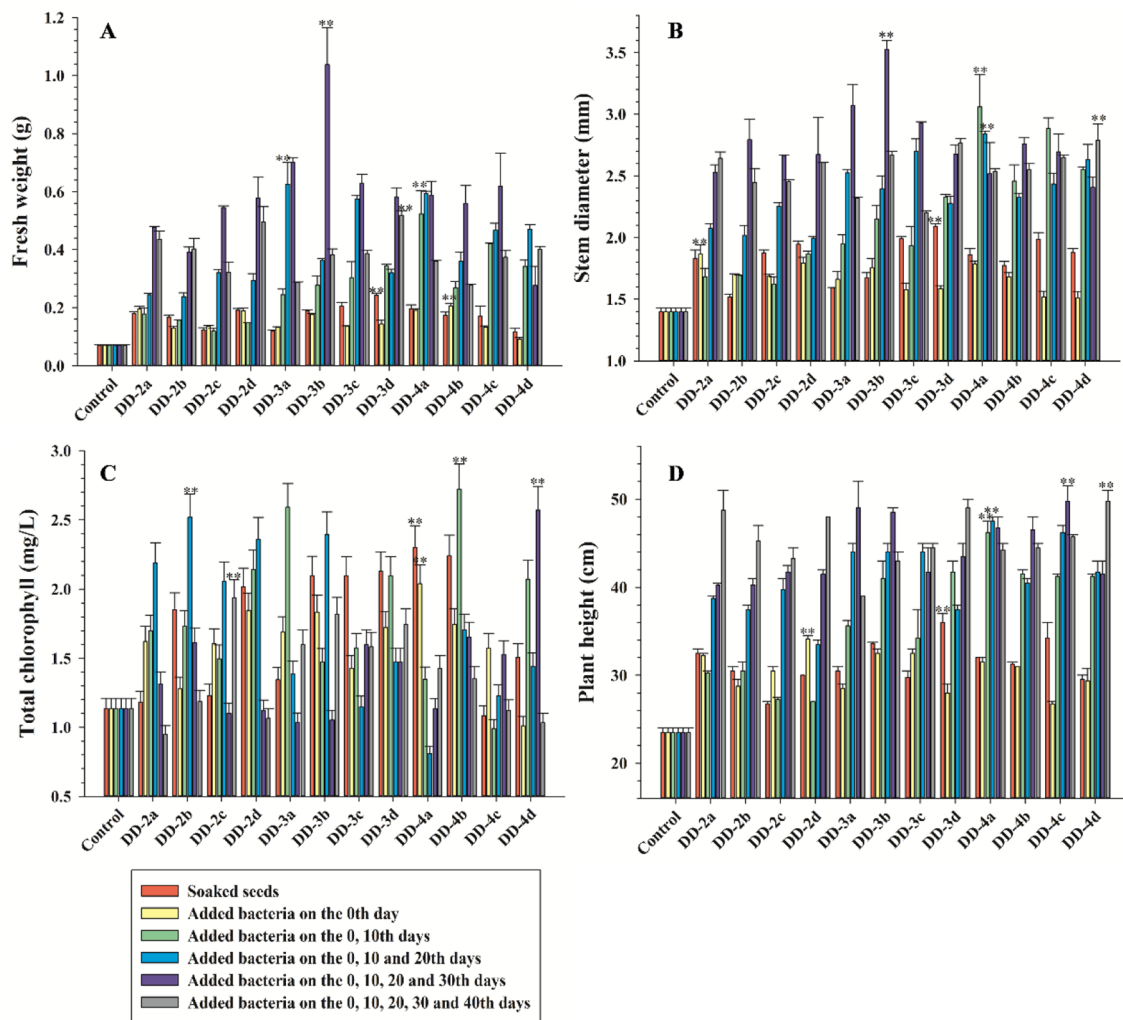 A
Fresh weight (g)
1.2
1.0
0.8
0.6
0.4
0.2
0.0
**
**
**
**
**
**
Control
DD-2a
DD-2b
DD-2c
DD-2d
DD-3a
DD-3b
DD-3c
DD-3d
DD-4a
DD-4b
DD-4c
DD-4d
B
Stem diameter (mm)
3.5
3.0
2.5
2.0
1.5
1.0
**
**
**
**
**
**
Control
DD-2a
DD-2b
DD-2c
DD-2d
DD-3a
DD-3b
DD-3c
DD-3d
DD-4a
DD-4b
DD-4c
DD-4d
C
Total chlorophyll (mg/L)
3.0
2.5
2.0
1.5
1.0
0.5
**
**
**
**
**
**
Control
DD-2a
DD-2b
DD-2c
DD-2d
DD-3a
DD-3b
DD-3c
DD-3d
DD-4a
DD-4b
DD-4c
DD-4d
D
Plant height (cm)
50
40
30
20
**
**
**
**
**
**
Control
DD-2a
DD-2b
DD-2c
DD-2d
DD-3a
DD-3b
DD-3c
DD-3d
DD-4a
DD-4b
DD-4c
DD-4d
Soaked seeds
Added bacteria on the 0th day
Added bacteria on the 0, 10th days
Added bacteria on the 0, 10 and 20th days
Added bacteria on the 0, 10, 20 and 30th days
Added bacteria on the 0, 10, 20, 30 and 40th days